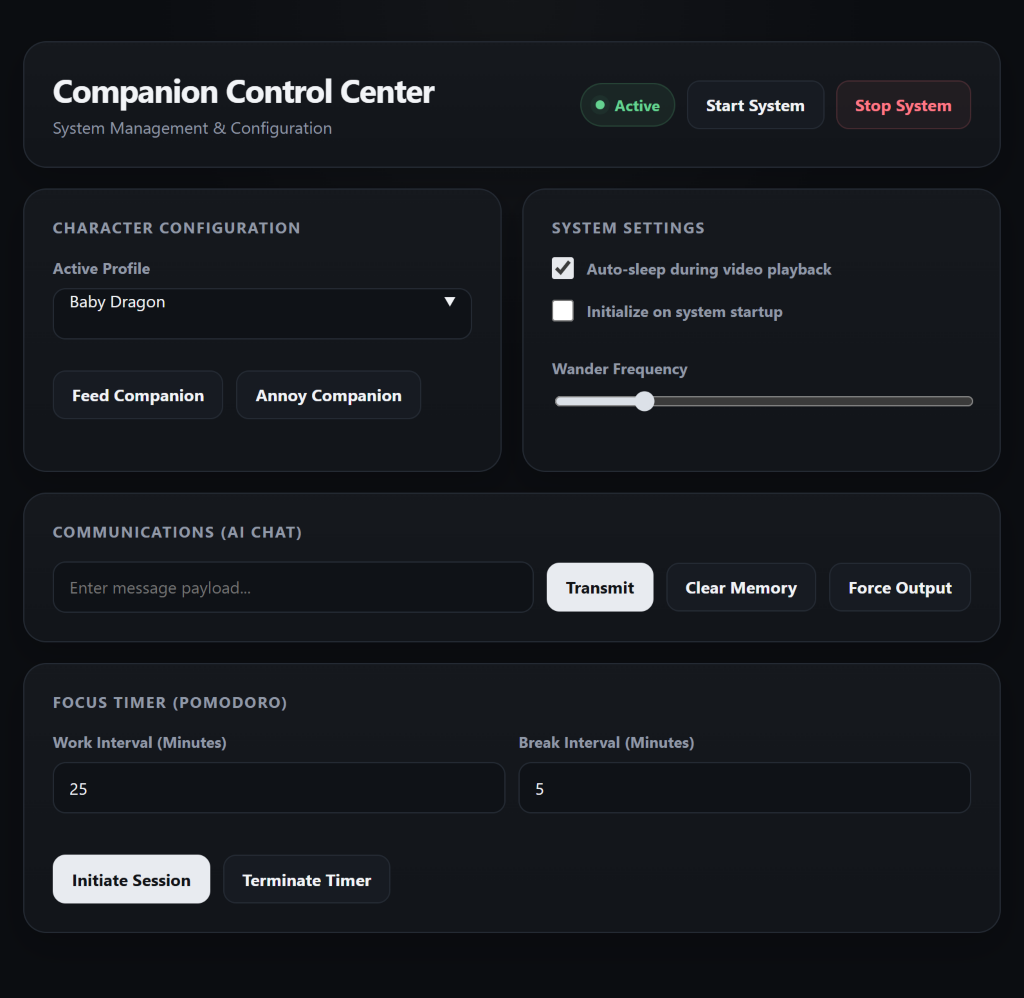 Companion Control Center
System Management & Configuration
Active
Start System
Stop System
CHARACTER CONFIGURATION
Active Profile
Baby Dragon
Feed Companion
Annoy Companion
SYSTEM SETTINGS
Auto-sleep during video playback
Initialize on system startup
Wander Frequency
COMMUNICATIONS (AI CHAT)
Enter message payload...
Transmit
Clear Memory
Force Output
FOCUS TIMER (POMODORO)
Work Interval (Minutes)
25
Break Interval (Minutes)
5
Initiate Session
Terminate Timer